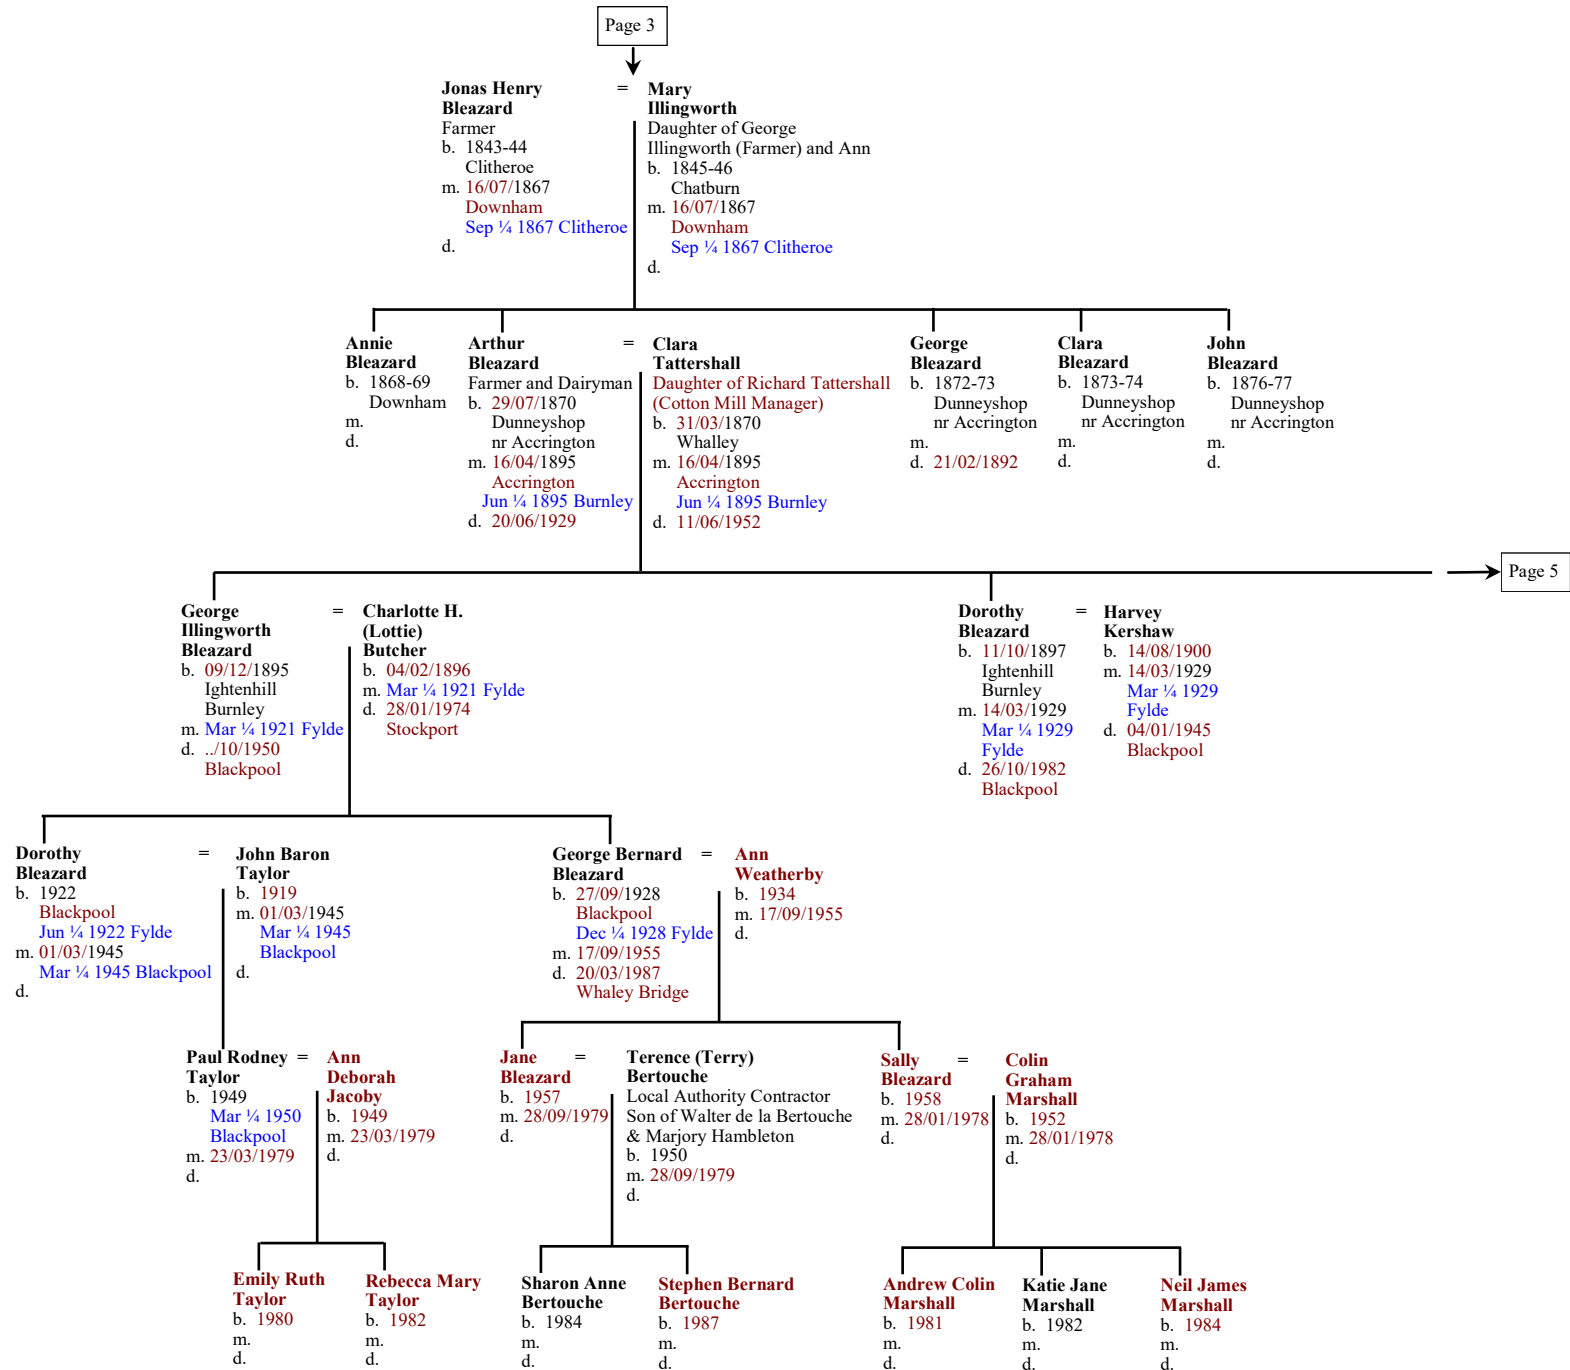 Page 3
Jonas Henry
Bleazard
Farmer
b. 1843-44
Clitheroe
m. 16/07/1867
Downham
Sep ¼ 1867 Clitheroe
d.
=
Mary
Illingworth
Daughter of George
Illingworth (Farmer) and Ann
b. 1845-46
Chatburn
m. 16/07/1867
Downham
Sep ¼ 1867 Clitheroe
d.
Annie
Bleazard
b. 1868-69
Downham
m.
d.
Arthur
Bleazard
Farmer and Dairyman
b. 29/07/1870
Dunneyshop
nr Accrington
m. 16/04/1895
Accrington
Jun ¼ 1895 Burnley
d. 20/06/1929
=
Clara
Tattershall
Daughter of Richard Tattershall
(Cotton Mill Manager)
b. 31/03/1870
Whalley
m. 16/04/1895
Accrington
Jun ¼ 1895 Burnley
d. 11/06/1952
George
Bleazard
b. 1872-73
Dunneyshop
nr Accrington
m.
d. 21/02/1892
Clara
Bleazard
b. 1873-74
Dunneyshop
nr Accrington
m.
d.
John
Bleazard
b. 1876-77
Dunneyshop
nr Accrington
m.
d.
Page 5
George
Illingworth
Bleazard
b. 09/12/1895
Ightenhill
Burnley
m. Mar ¼ 1921 Fylde
d. ../10/1950
Blackpool
=
Charlotte H.
(Lottie)
Butcher
b. 04/02/1896
m. Mar ¼ 1921 Fylde
d. 28/01/1974
Stockport
Dorothy
Bleazard
b. 11/10/1897
Ightenhill
Burnley
m. 14/03/1929
Mar ¼ 1929
Fylde
d. 26/10/1982
Blackpool
=
Harvey
Kershaw
b. 14/08/1900
m. 14/03/1929
Mar ¼ 1929
Fylde
d. 04/01/1945
Blackpool
Dorothy
Bleazard
b. 1922
Blackpool
Jun ¼ 1922 Fylde
m. 01/03/1945
Mar ¼ 1945 Blackpool
d.
=
John Baron
Taylor
b. 1919
m. 01/03/1945
Mar ¼ 1945
Blackpool
d.
George Bernard
Bleazard
b. 27/09/1928
Blackpool
Dec ¼ 1928 Fylde
m. 17/09/1955
d. 20/03/1987
Whaley Bridge
=
Ann
Weatherby
b. 1934
m. 17/09/1955
d.
Paul Rodney
Taylor
b. 1949
Mar ¼ 1950
Blackpool
m. 23/03/1979
d.
=
Ann
Deborah
Jacoby
b. 1949
m. 23/03/1979
d.
Jane
Bleazard
b. 1957
m. 28/09/1979
d.
=
Terence (Terry)
Bertouche
Local Authority Contractor
Son of Walter de la Bertouche
& Marjory Hambleton
b. 1950
m. 28/09/1979
d.
Sally
Bleazard
b. 1958
m. 28/01/1978
d.
=
Colin
Graham
Marshall
b. 1952
m. 28/01/1978
d.
Emily Ruth
Taylor
b. 1980
m.
d.
Rebecca Mary
Taylor
b. 1982
m.
d.
Sharon Anne
Bertouche
b. 1984
m.
d.
Stephen Bernard
Bertouche
b. 1987
m.
d.
Andrew Colin
Marshall
b. 1981
m.
d.
Katie Jane
Marshall
b. 1982
m.
d.
Neil James
Marshall
b. 1984
m.
d.